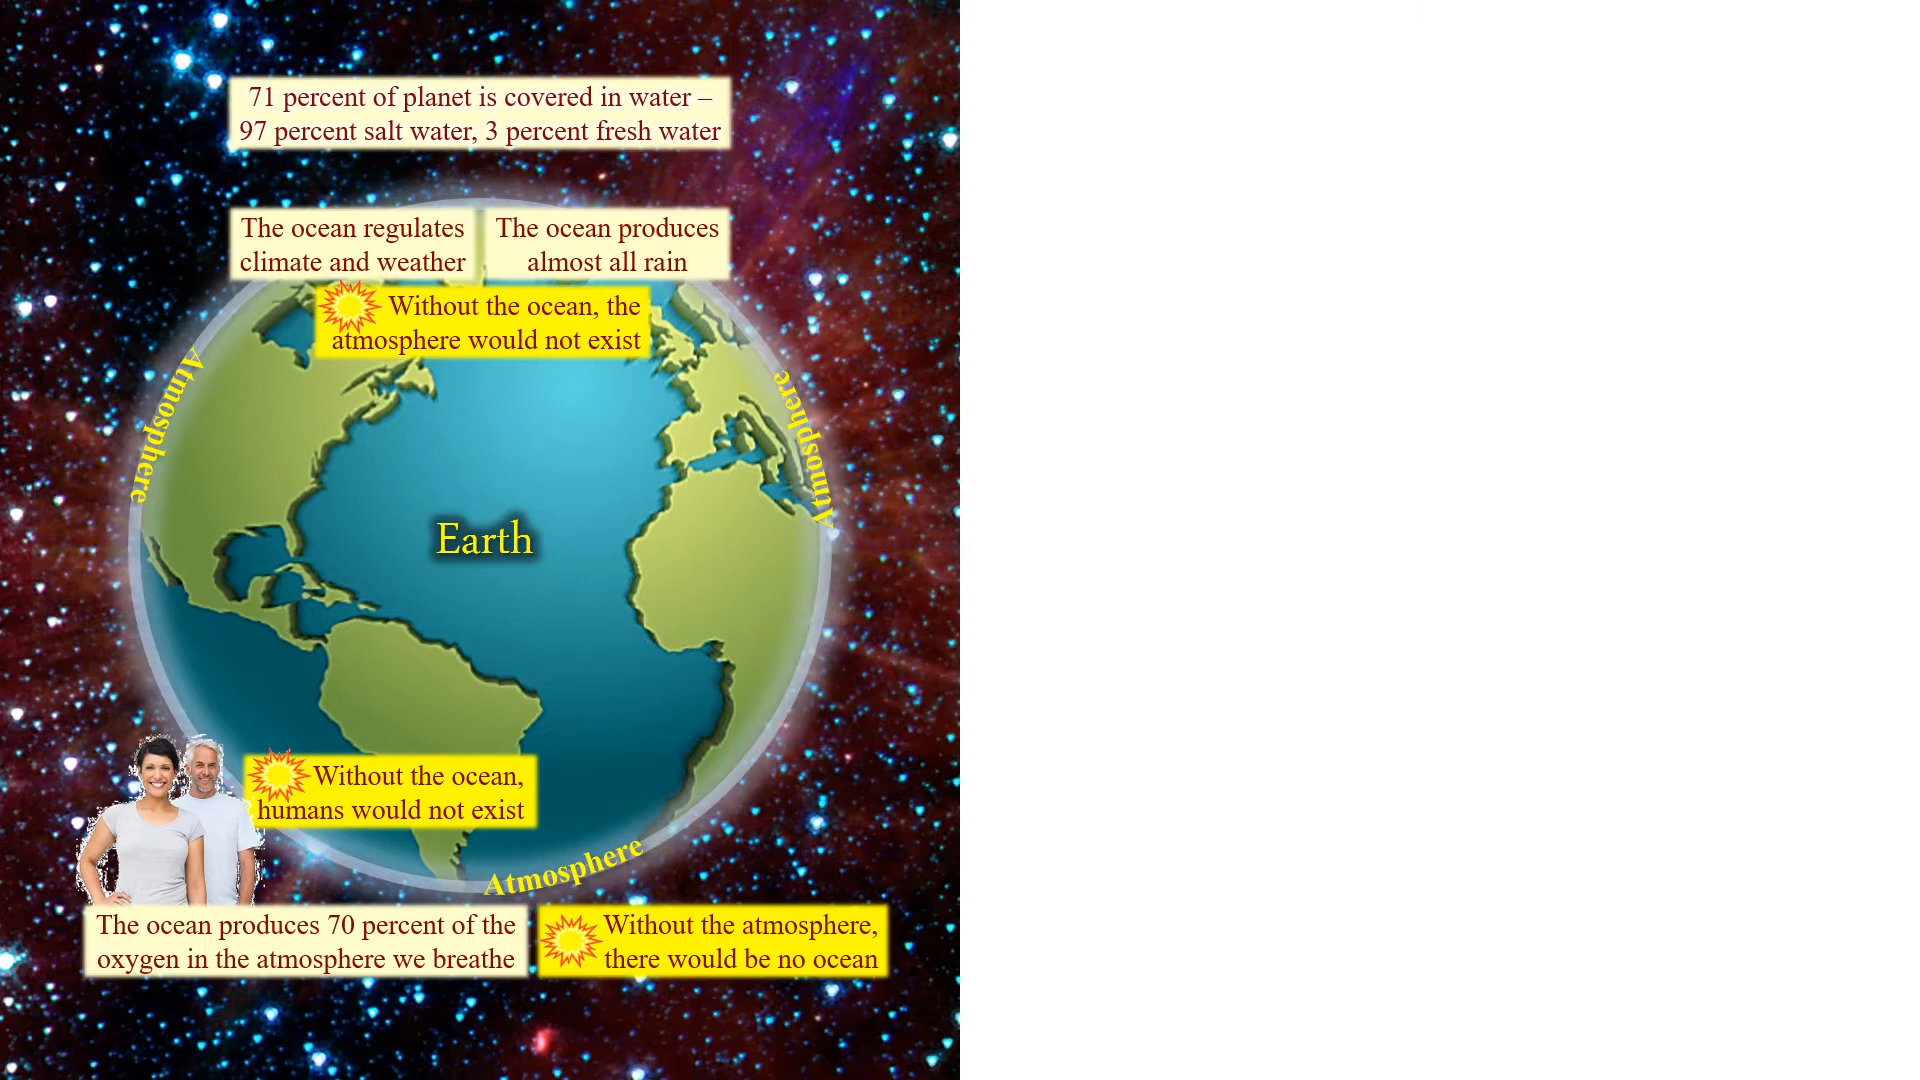 71 percent of planet is covered in water –
97 percent salt water, 3 percent fresh water
The ocean regulates
climate and weather
The ocean produces
almost all rain
Without the ocean, the
atmosphere would not exist
Atmosphere
Atmosphere
Earth
Without the ocean,
humans would not exist
Atmosphere
The ocean produces 70 percent of the
oxygen in the atmosphere we breathe
Without the atmosphere,
there would be no ocean